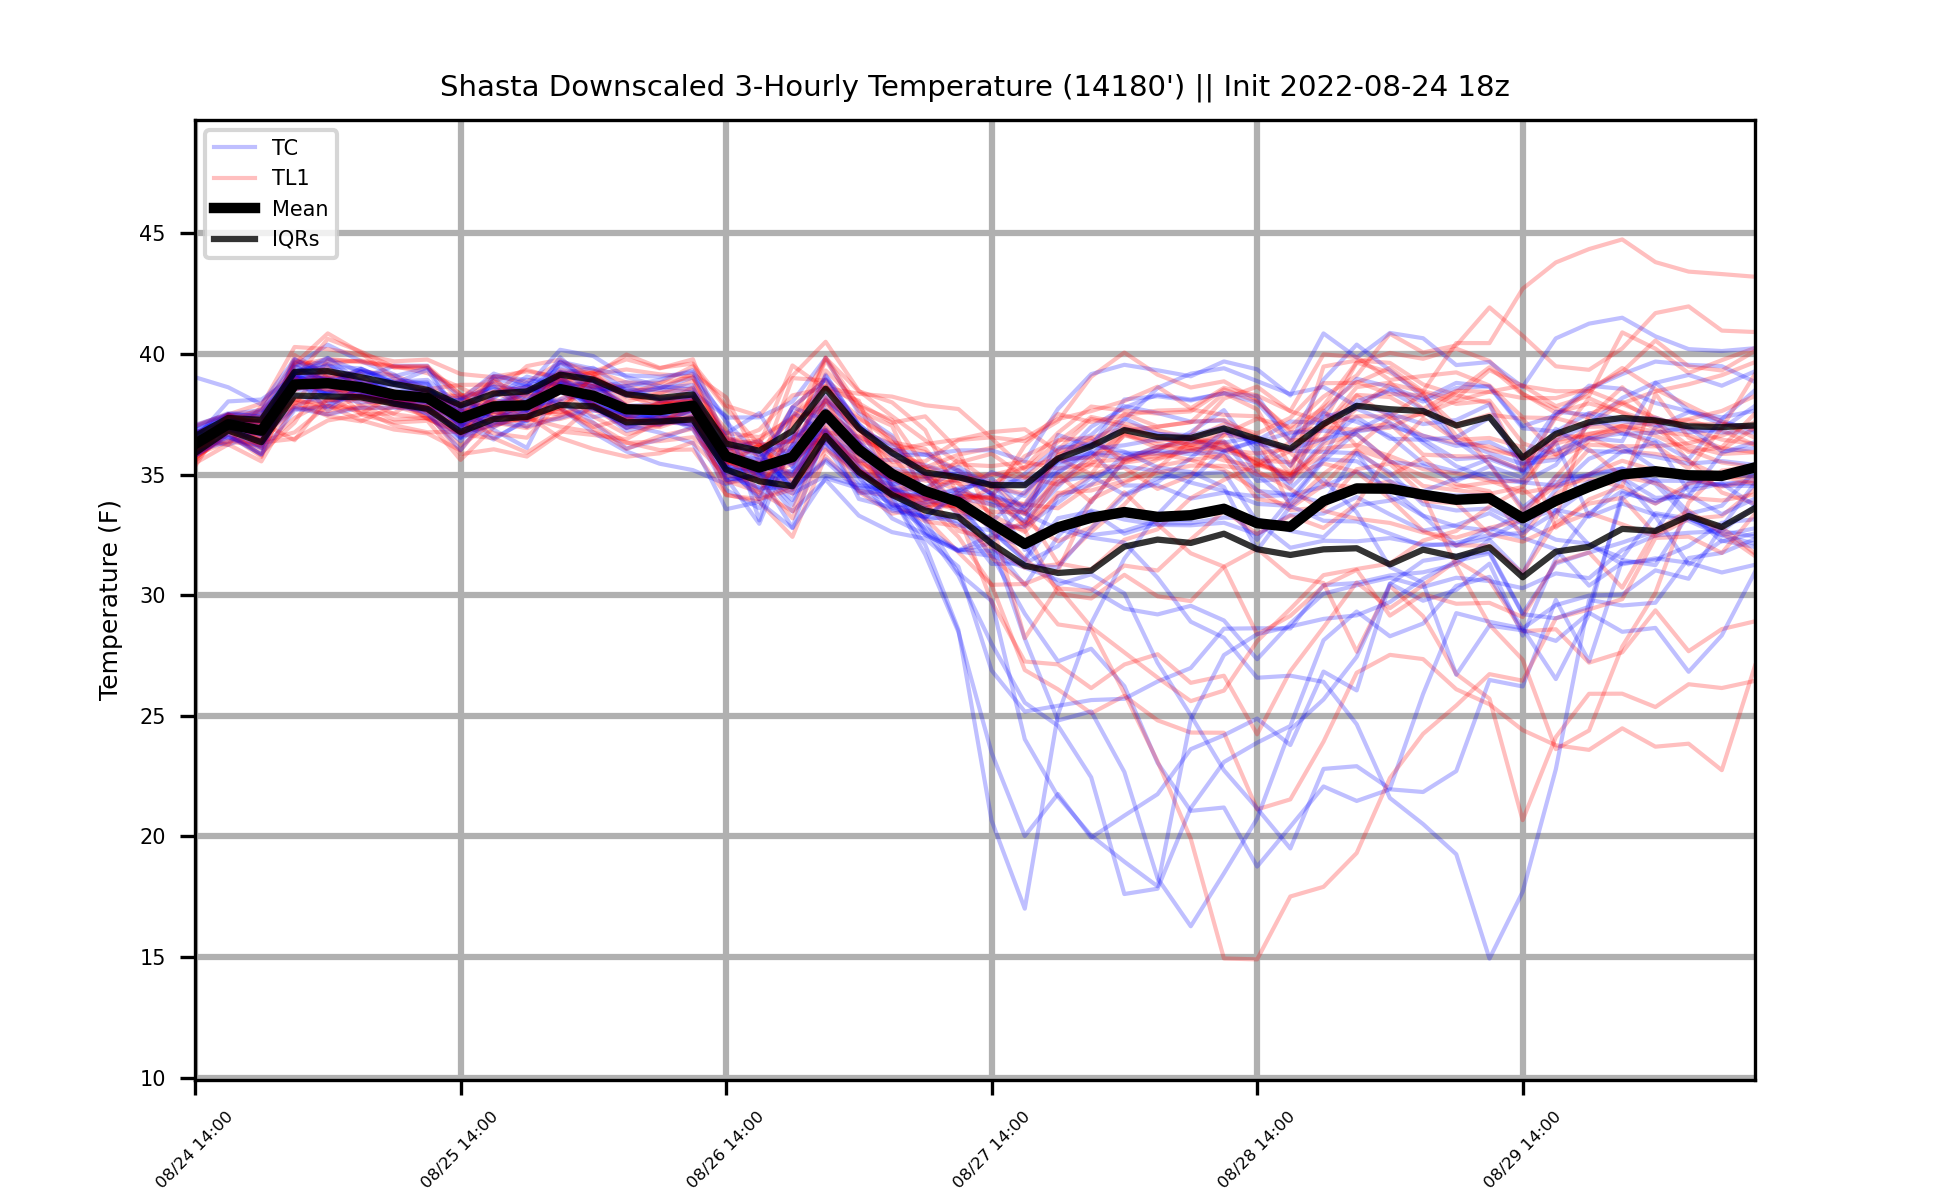 Shasta Downscaled 3-Hourly Temperature (14180') || Init 2022-08-24 18z
TC
TL1
Mean
IQRs
Temperature (F)
45
40
35
30
25
20
15
10
08/24 14:00
08/25 14:00
08/26 14:00
08/27 14:00
08/28 14:00
08/29 14:00